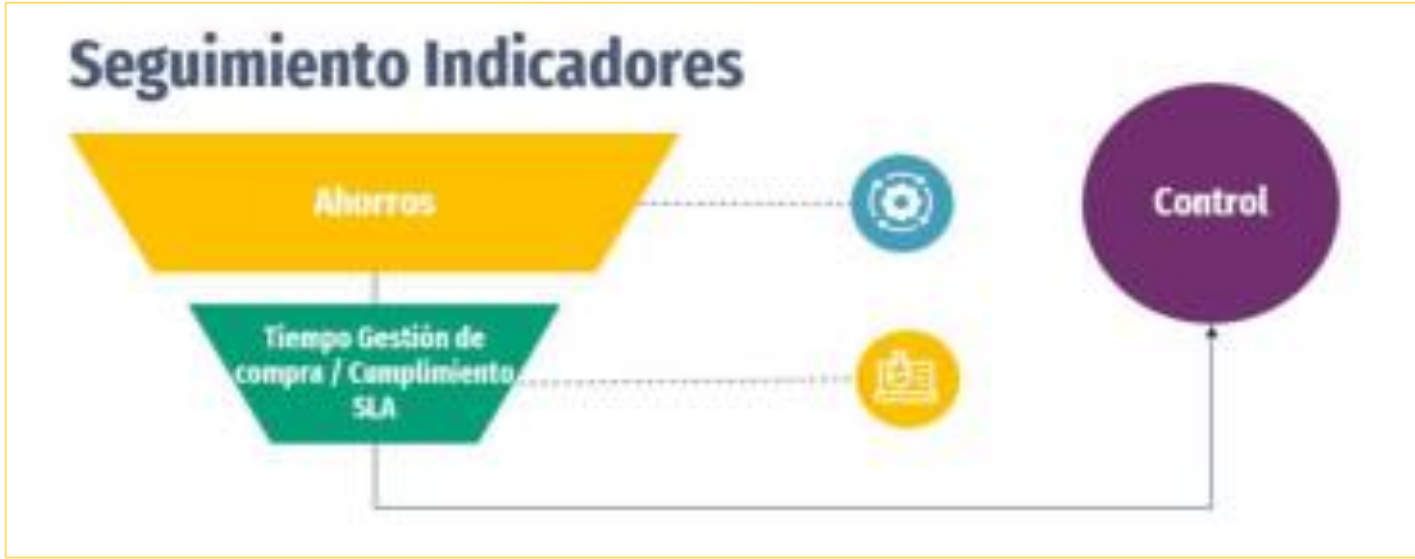 Seguimiento Indicadores
Ahorros
Control
Tiempo Gestión de
compra / Cumplimiento
SLA